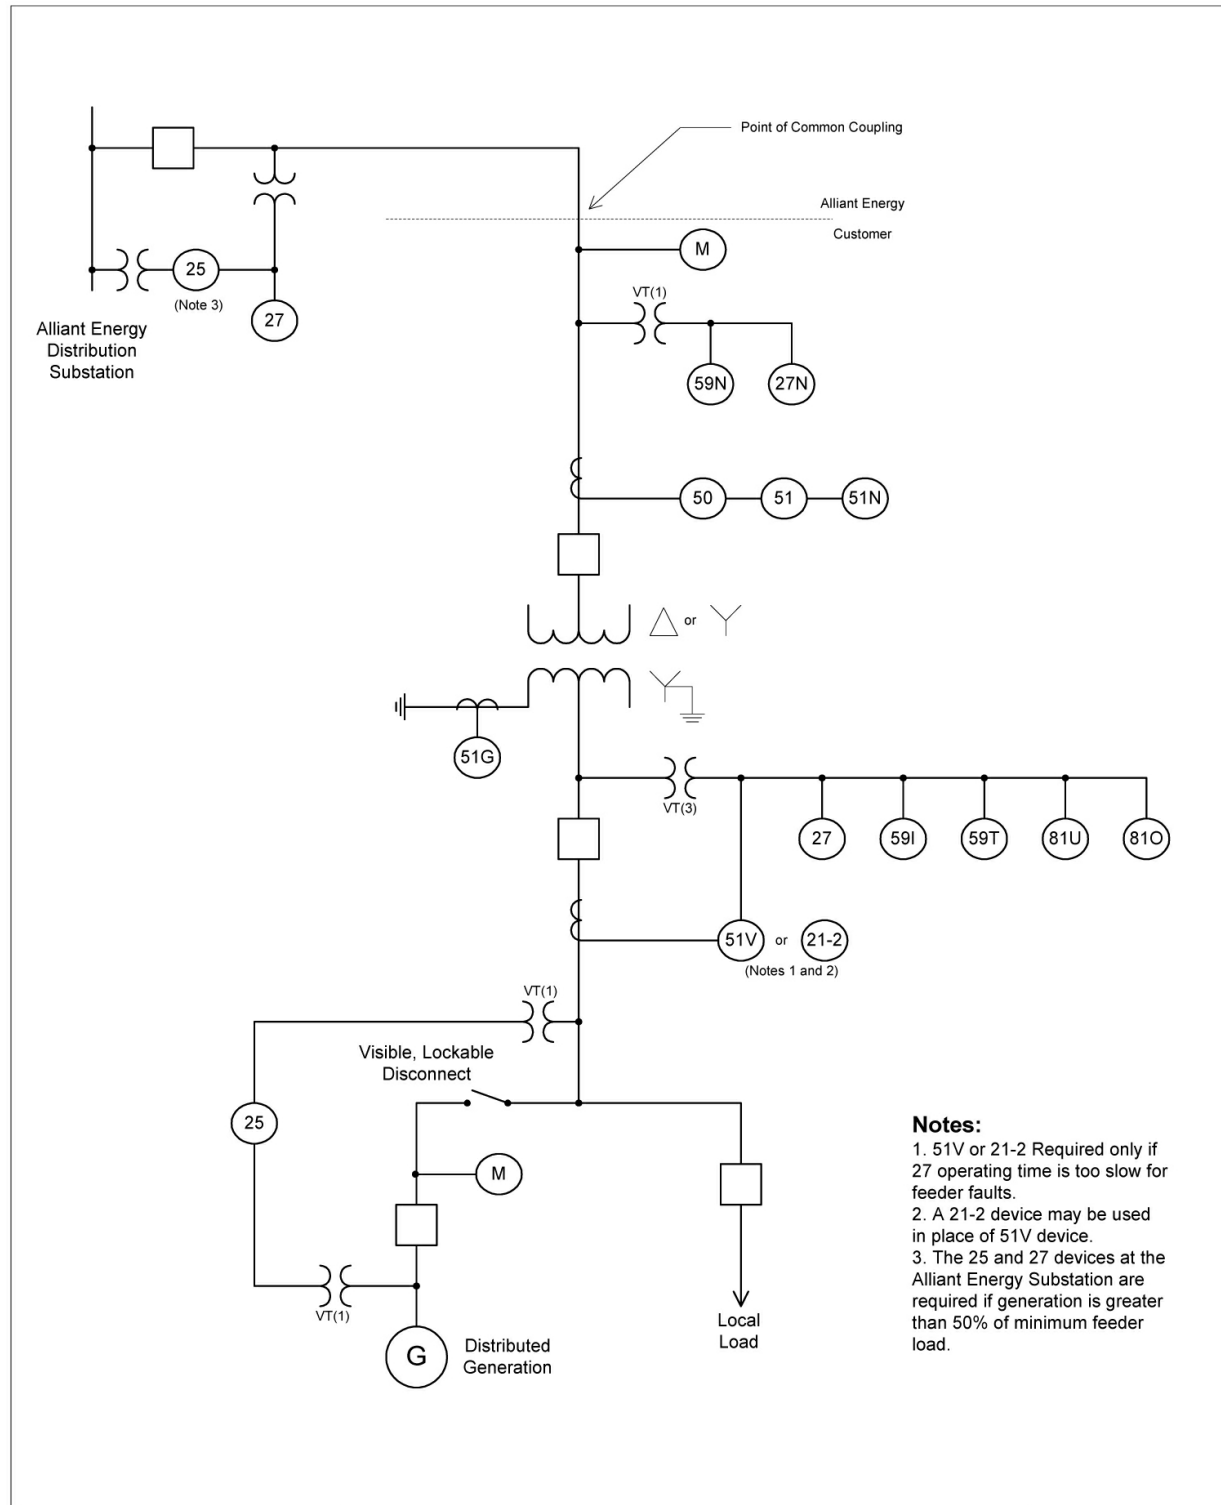 Point of Common Coupling
Alliant Energy
Customer
M
25
(Note 3)
27
Alliant Energy
Distribution
Substation
VT(1)
59N
27N
50
51
51N
or
51G
VT(3)
27
59I
59T
81U
81O
51V
or
21-2
(Notes 1 and 2)
VT(1)
Visible, Lockable
Disconnect
25
M
VT(1)
G
Distributed
Generation
Local
Load
Notes:
1. 51V or 21-2 Required only if
27 operating time is too slow for
feeder faults.
2. A 21-2 device may be used
in place of 51V device.
3. The 25 and 27 devices at the
Alliant Energy Substation are
required if generation is greater
than 50% of minimum feeder
load.